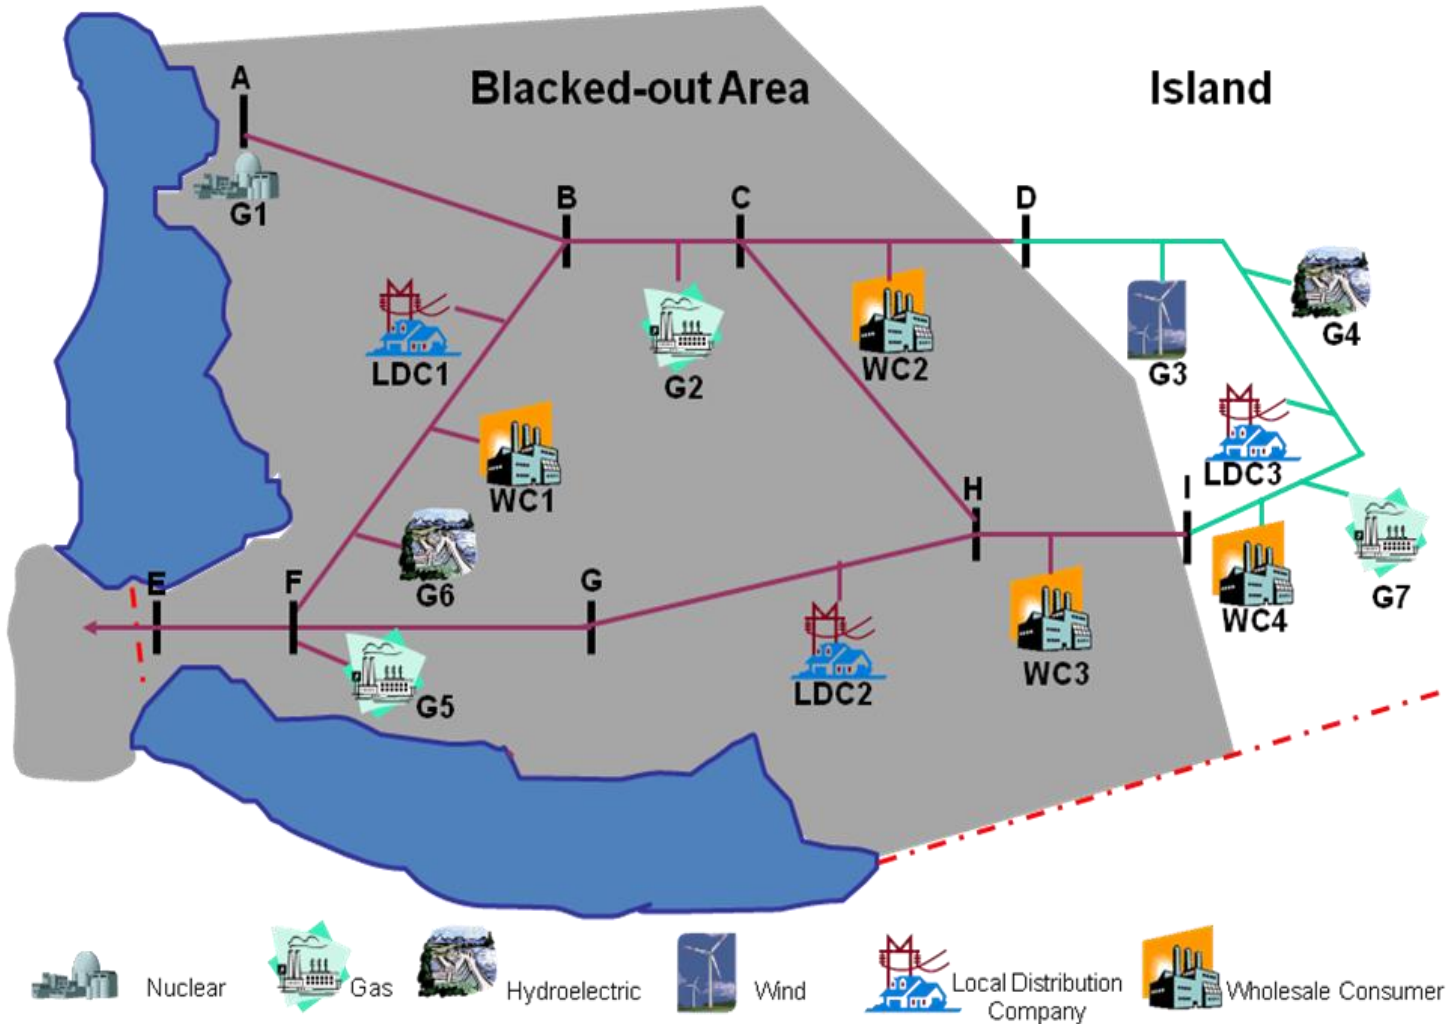 Blacked-out Area
Island
A
G1
B
C
D
LDC1
G2
WC2
G3
G4
WC1
LDC3
H
I
G6
WC4
G7
E
F
G
G5
LDC2
WC3
Nuclear
Gas
Hydroelectric
Wind
Local Distribution
Company
Wholesale Consumer